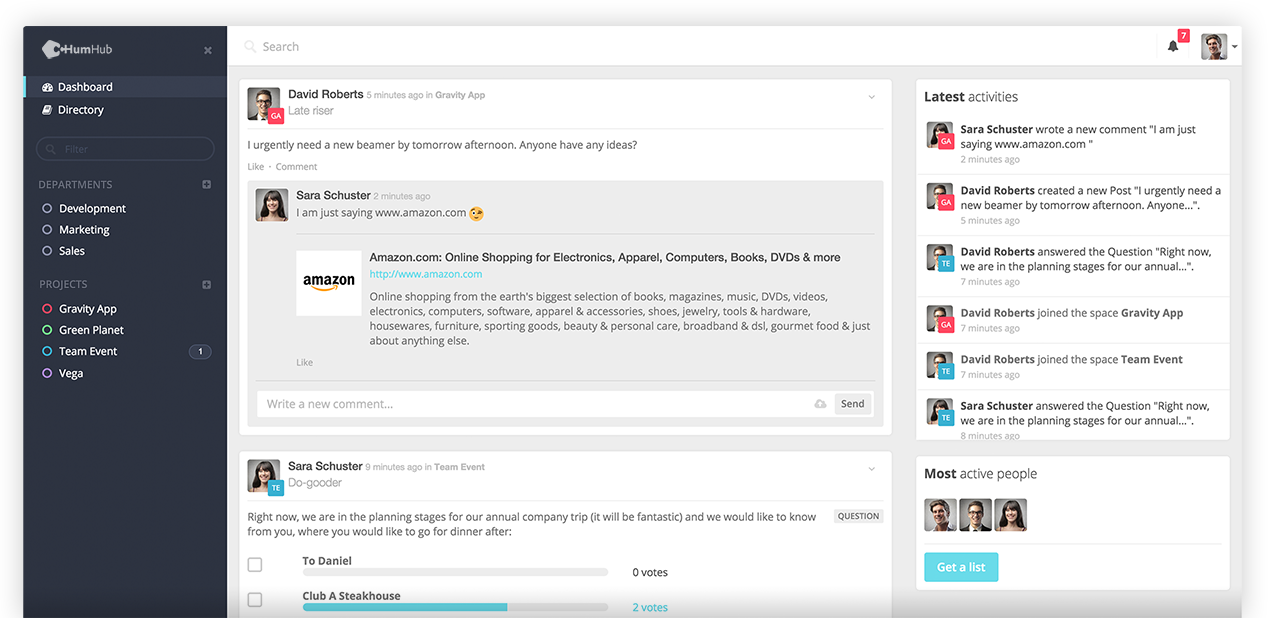 HumHub
×
Search
7
Dashboard
Directory
Filter
DEPARTMENTS
Development
Marketing
Sales
PROJECTS
Gravity App
Green Planet
Team Event
1
Vega
David Roberts 5 minutes ago in Gravity App
GA
Late riser
I urgently need a new beamer by tomorrow afternoon. Anyone have any ideas?
Like · Comment
Sara Schuster 2 minutes ago
I am just saying www.amazon.com 😉
amazon
Amazon.com: Online Shopping for Electronics, Apparel, Computers, Books, DVDs & more
http://www.amazon.com
Online shopping from the earth's biggest selection of books, magazines, music, DVDs, videos,
electronics, computers, software, apparel & accessories, shoes, jewelry, tools & hardware,
housewares, furniture, sporting goods, beauty & personal care, broadband & dsl, gourmet food & just
about anything else.
Like
Write a new comment...
Send
Sara Schuster 9 minutes ago in Team Event
TE
Do-gooder
Right now, we are in the planning stages for our annual company trip (it will be fantastic) and we would like to know
from you, where you would like to go for dinner after:
QUESTION
To Daniel
0 votes
Club A Steakhouse
2 votes
Latest activities
GA
Sara Schuster wrote a new comment "I am just
saying www.amazon.com "
2 minutes ago
GA
David Roberts created a new Post "I urgently need a
new beamer by tomorrow afternoon. Anyone...".
5 minutes ago
TE
David Roberts answered the Question "Right now,
we are in the planning stages for our annual...".
7 minutes ago
GA
David Roberts joined the space Gravity App
7 minutes ago
TE
David Roberts joined the space Team Event
7 minutes ago
TE
Sara Schuster answered the Question "Right now,
we are in the planning stages for our annual...".
8 minutes ago
Most active people
Get a list